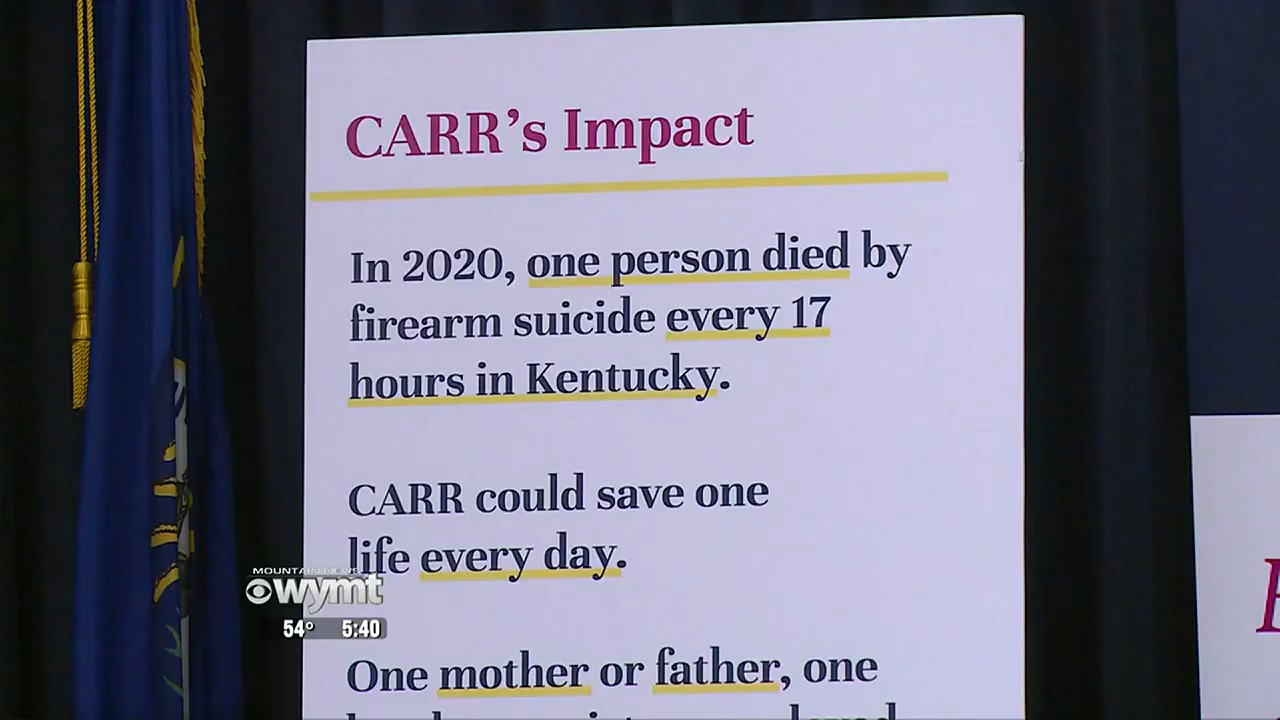 CARR's Impact
In 2020, one person died by
firearm suicide every 17
hours in Kentucky.
CARR could save one
life every day.
One mother or father, one
MOUNTAIN NEWS
wymt
54° 5:40